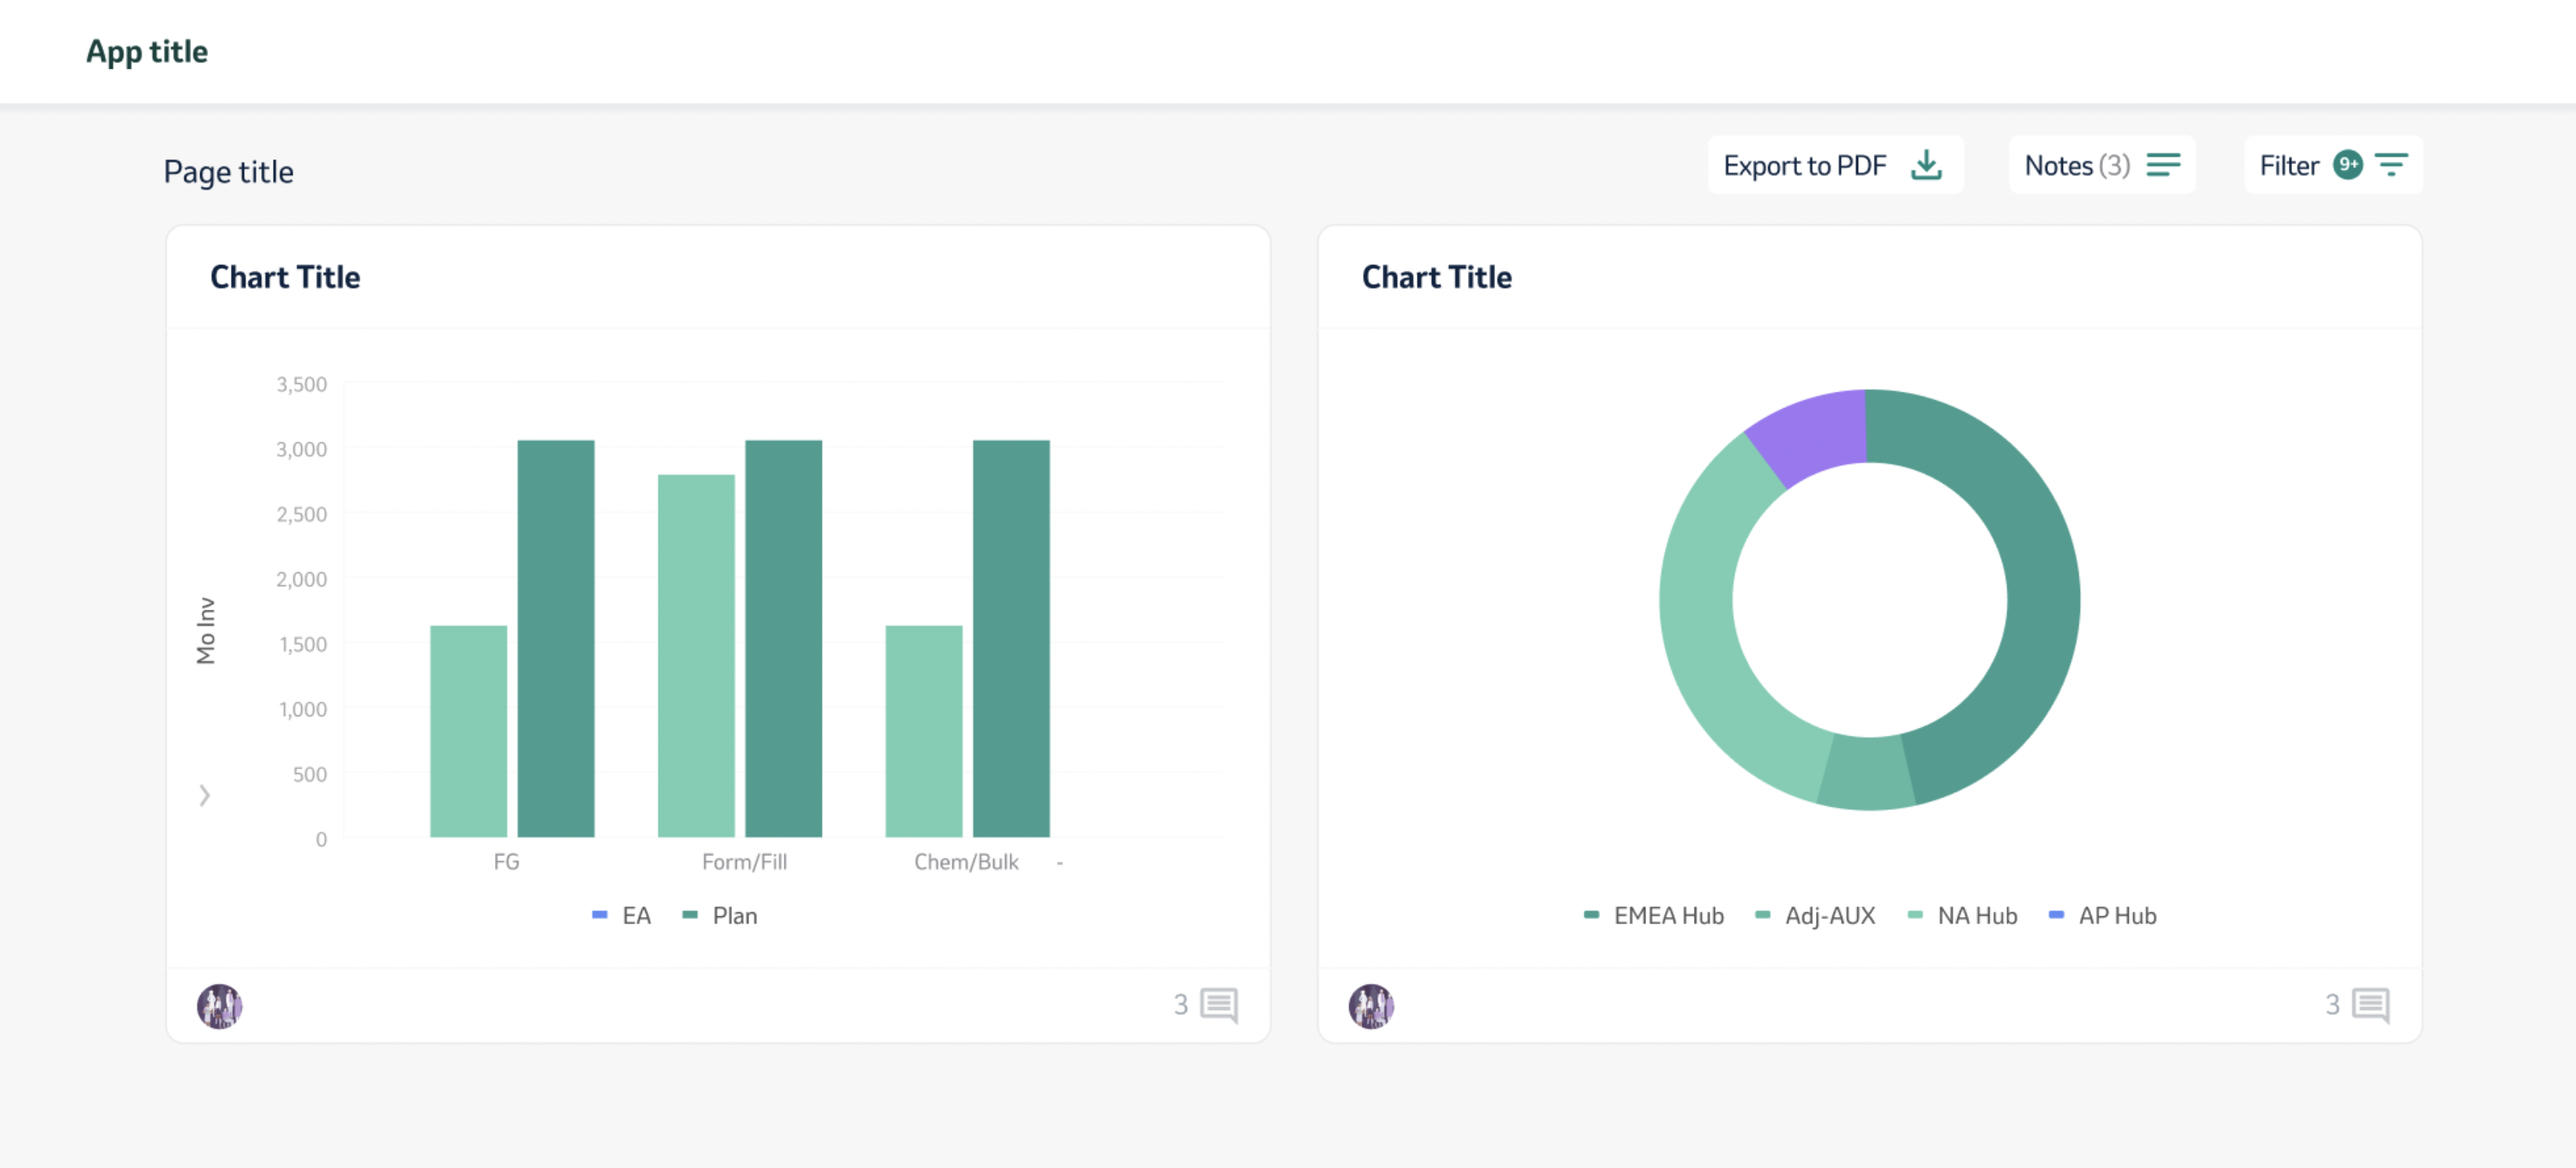 App title
Page title
Export to PDF
Notes (3)
Filter 9+
Chart Title
3,500
3,000
2,500
2,000
1,500
1,000
500
0
Mo Inv
FG Form/Fill Chem/Bulk -
EA Plan
3
Chart Title
EMEA Hub Adj-AUX NA Hub AP Hub
3